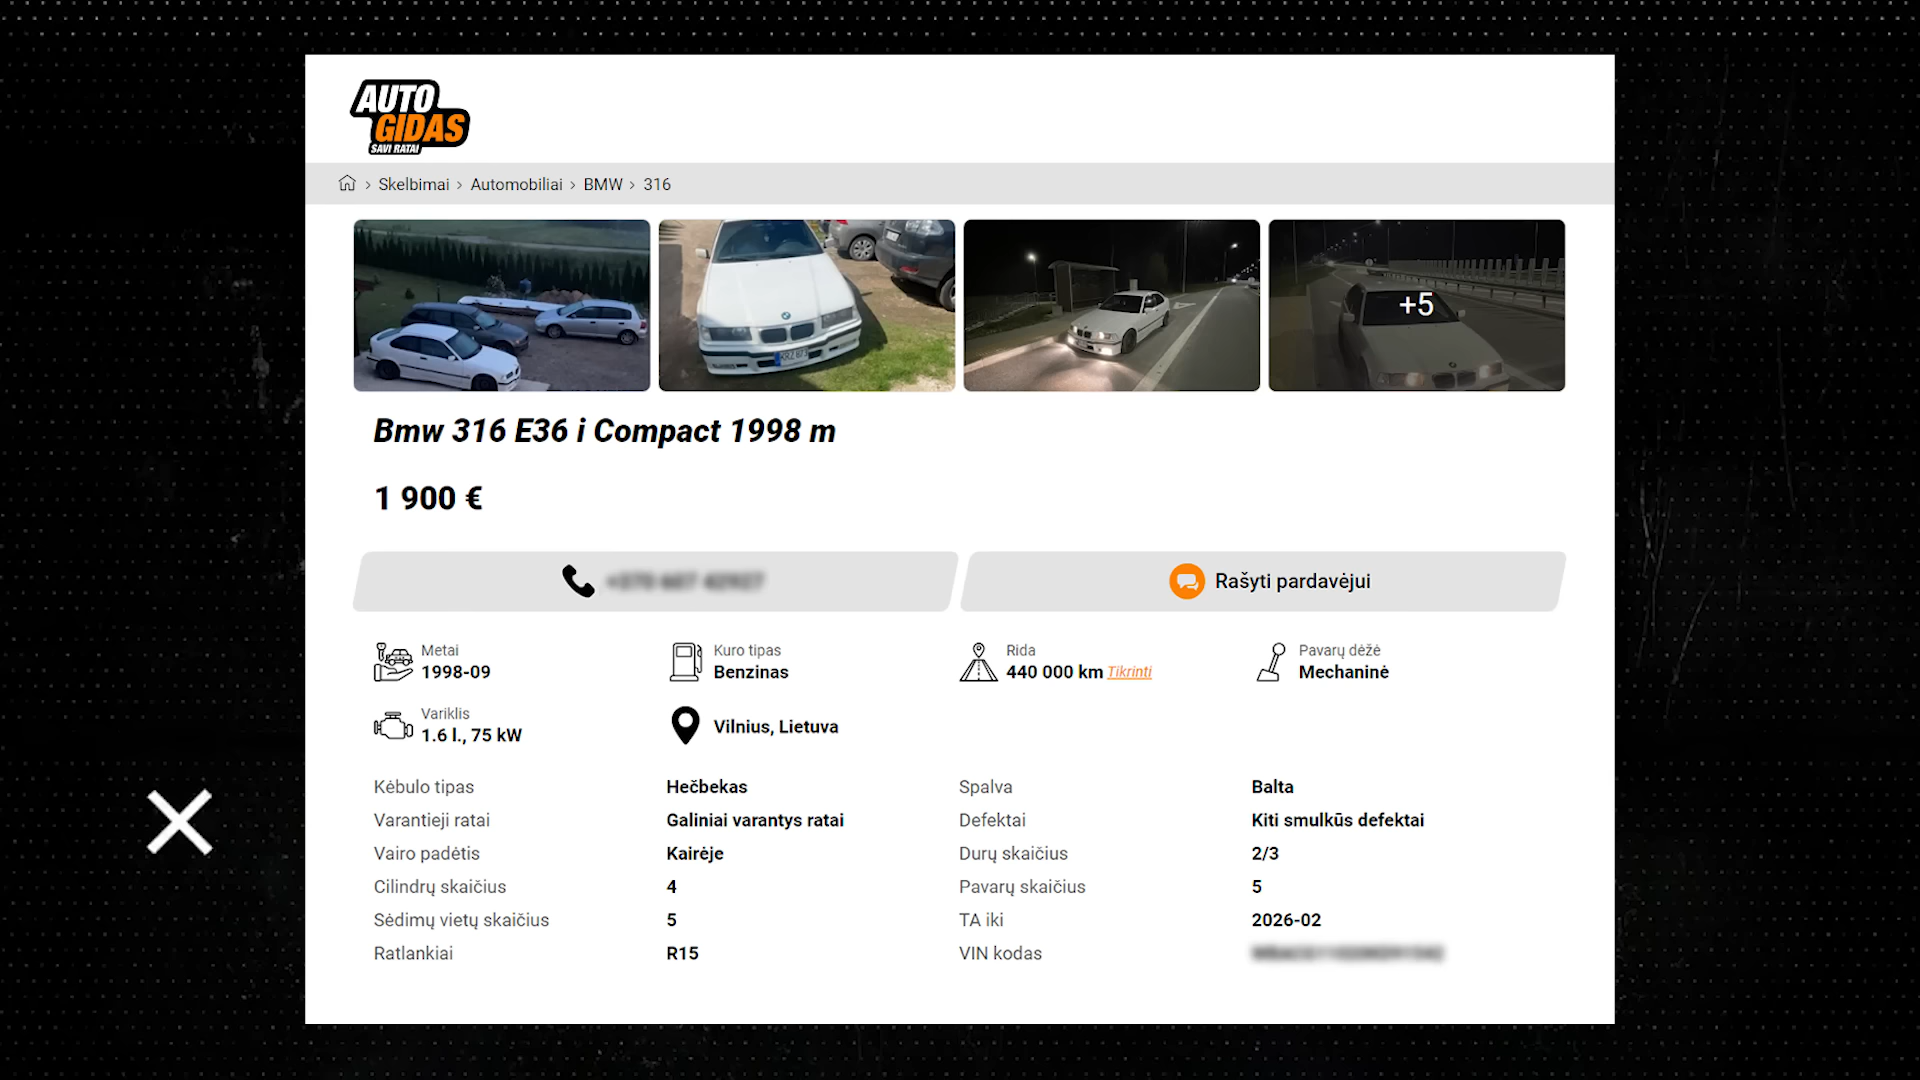 AUTO
GIDAS
SAVI RATAI
Skelbimai > Automobiliai > BMW > 316
+5
Bmw 316 E36 i Compact 1998 m
1 900 €
Rašyti pardavėjui
Metai
1998-09
Kuro tipas
Benzinas
Rida
440 000 km Tikrinti
Pavarų dėžė
Mechaninė
Variklis
1.6 l., 75 kW
Vilnius, Lietuva
Kėbulo tipas Hečbekas Spalva Balta
Varantieji ratai Galiniai varantys ratai Defektai Kiti smulkūs defektai
Vairo padėtis Kairėje Durų skaičius 2/3
Cilindrų skaičius 4 Pavarų skaičius 5
Sėdimų vietų skaičius 5 TA iki 2026-02
Ratlankiai R15 VIN kodas